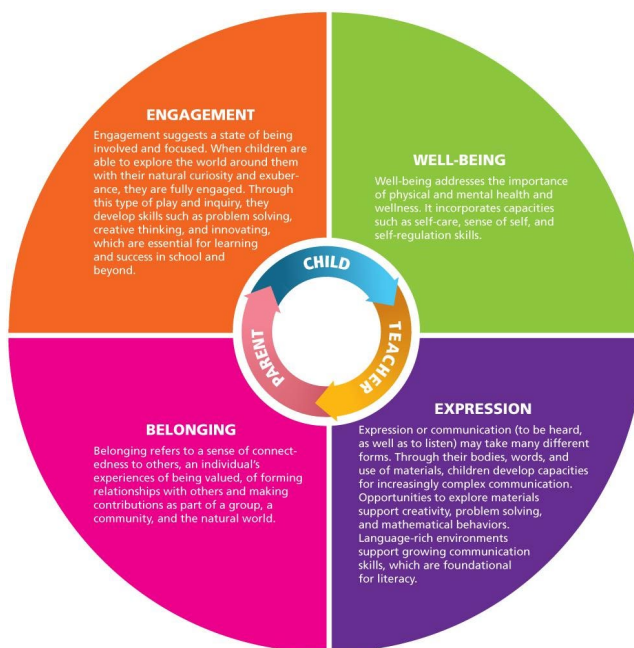 ENGAGEMENT
Engagement suggests a state of being
involved and focused. When children are
able to explore the world around them
with their natural curiosity and exuber-
ance, they are fully engaged. Through
this type of play and inquiry, they
develop skills such as problem solving,
creative thinking, and innovating,
which are essential for learning
and success in school and
beyond.
WELL-BEING
Well-being addresses the importance
of physical and mental health and
wellness. It incorporates capacities
such as self-care, sense of self, and
self-regulation skills.
CHILD
TEACHER
PARENT
BELONGING
Belonging refers to a sense of connect-
edness to others, an individual's
experiences of being valued, of forming
relationships with others and making
contributions as part of a group, a
community, and the natural world.
EXPRESSION
Expression or communication (to be heard,
as well as to listen) may take many different
forms. Through their bodies, words, and
use of materials, children develop capacities
for increasingly complex communication.
Opportunities to explore materials
support creativity, problem solving,
and mathematical behaviors.
Language-rich environments
support growing communication
skills, which are foundational
for literacy.